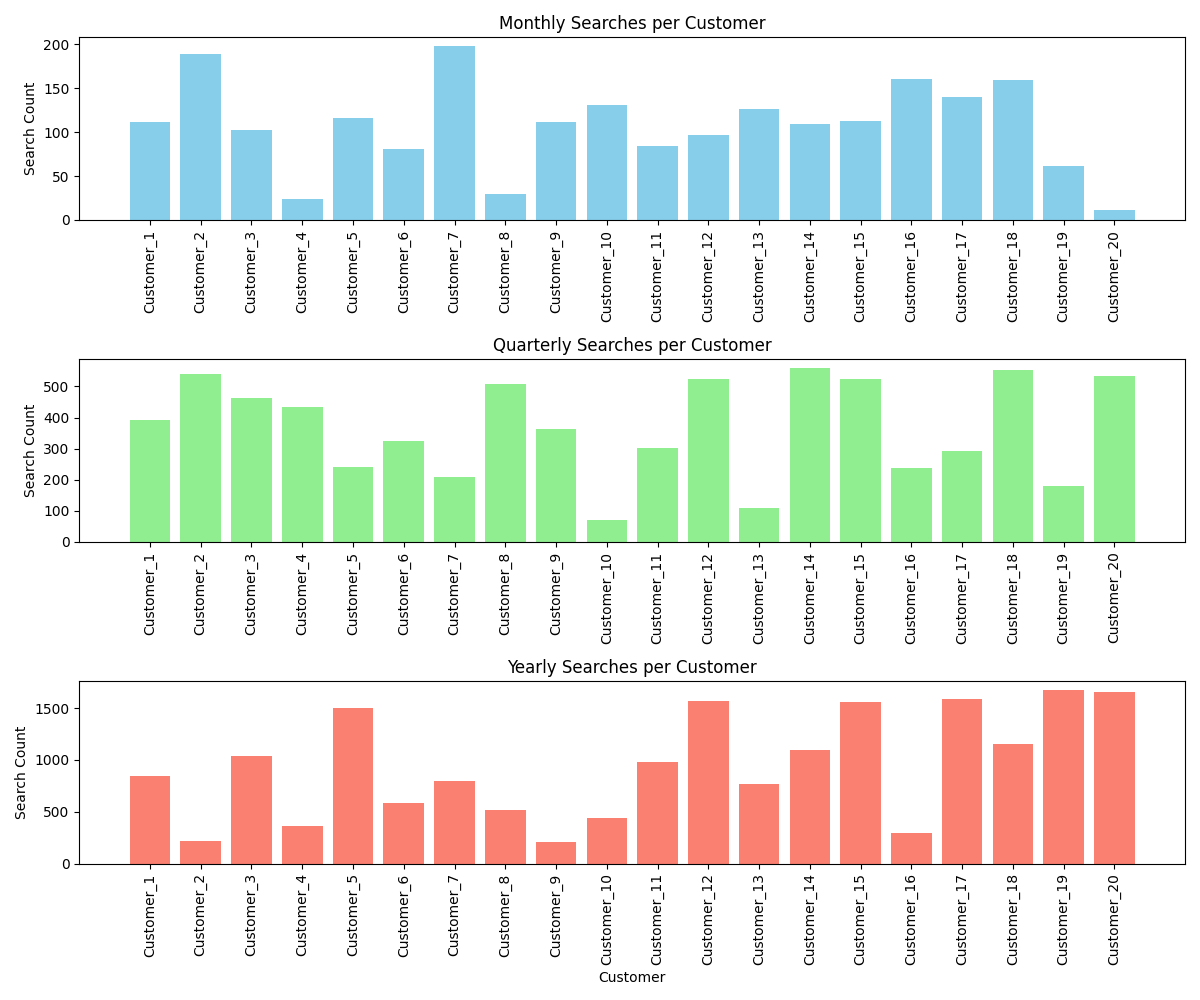 Monthly Searches per Customer
Search Count
200
150
100
50
0
Customer_1
Customer_2
Customer_3
Customer_4
Customer_5
Customer_6
Customer_7
Customer_8
Customer_9
Customer_10
Customer_11
Customer_12
Customer_13
Customer_14
Customer_15
Customer_16
Customer_17
Customer_18
Customer_19
Customer_20
Quarterly Searches per Customer
Search Count
500
400
300
200
100
0
Customer_1
Customer_2
Customer_3
Customer_4
Customer_5
Customer_6
Customer_7
Customer_8
Customer_9
Customer_10
Customer_11
Customer_12
Customer_13
Customer_14
Customer_15
Customer_16
Customer_17
Customer_18
Customer_19
Customer_20
Yearly Searches per Customer
Search Count
1500
1000
500
0
Customer_1
Customer_2
Customer_3
Customer_4
Customer_5
Customer_6
Customer_7
Customer_8
Customer_9
Customer_10
Customer_11
Customer_12
Customer_13
Customer_14
Customer_15
Customer_16
Customer_17
Customer_18
Customer_19
Customer_20
Customer